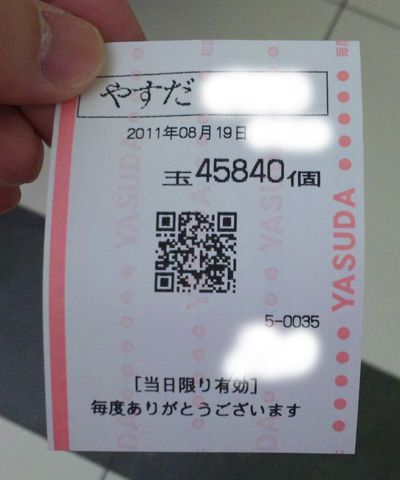 やすだ
2011年08月19日
玉45840個
5-0035
[当日限り有効]
毎度ありがとうございます
YASUDA
YASUDA
YASUDA